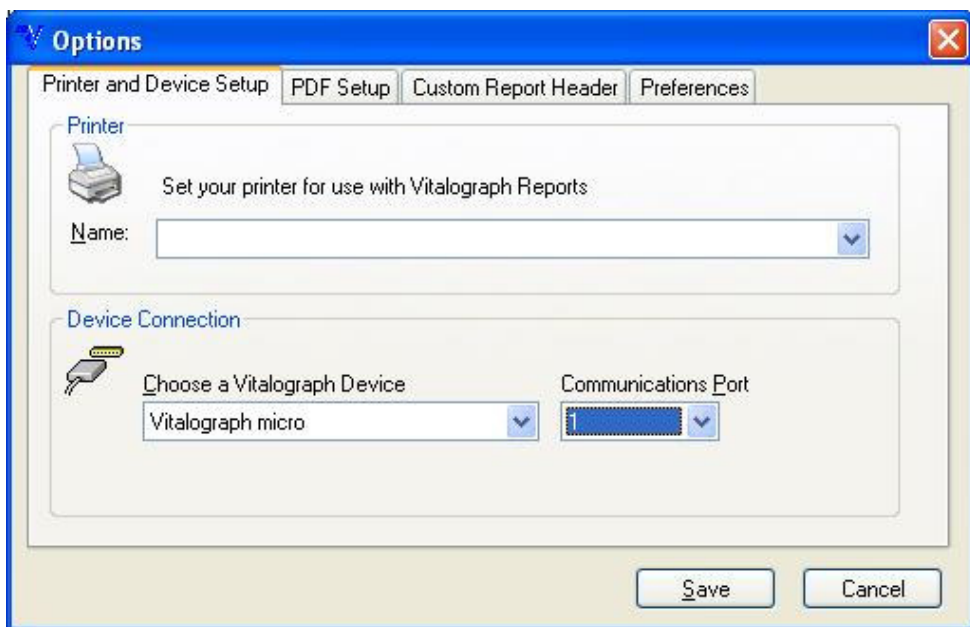 Options
Printer and Device Setup PDF Setup Custom Report Header Preferences
Printer
Set your printer for use with Vitalograph Reports
Name:
Device Connection
Choose a Vitalograph Device Communications Port
Vitalograph micro 1
Save Cancel